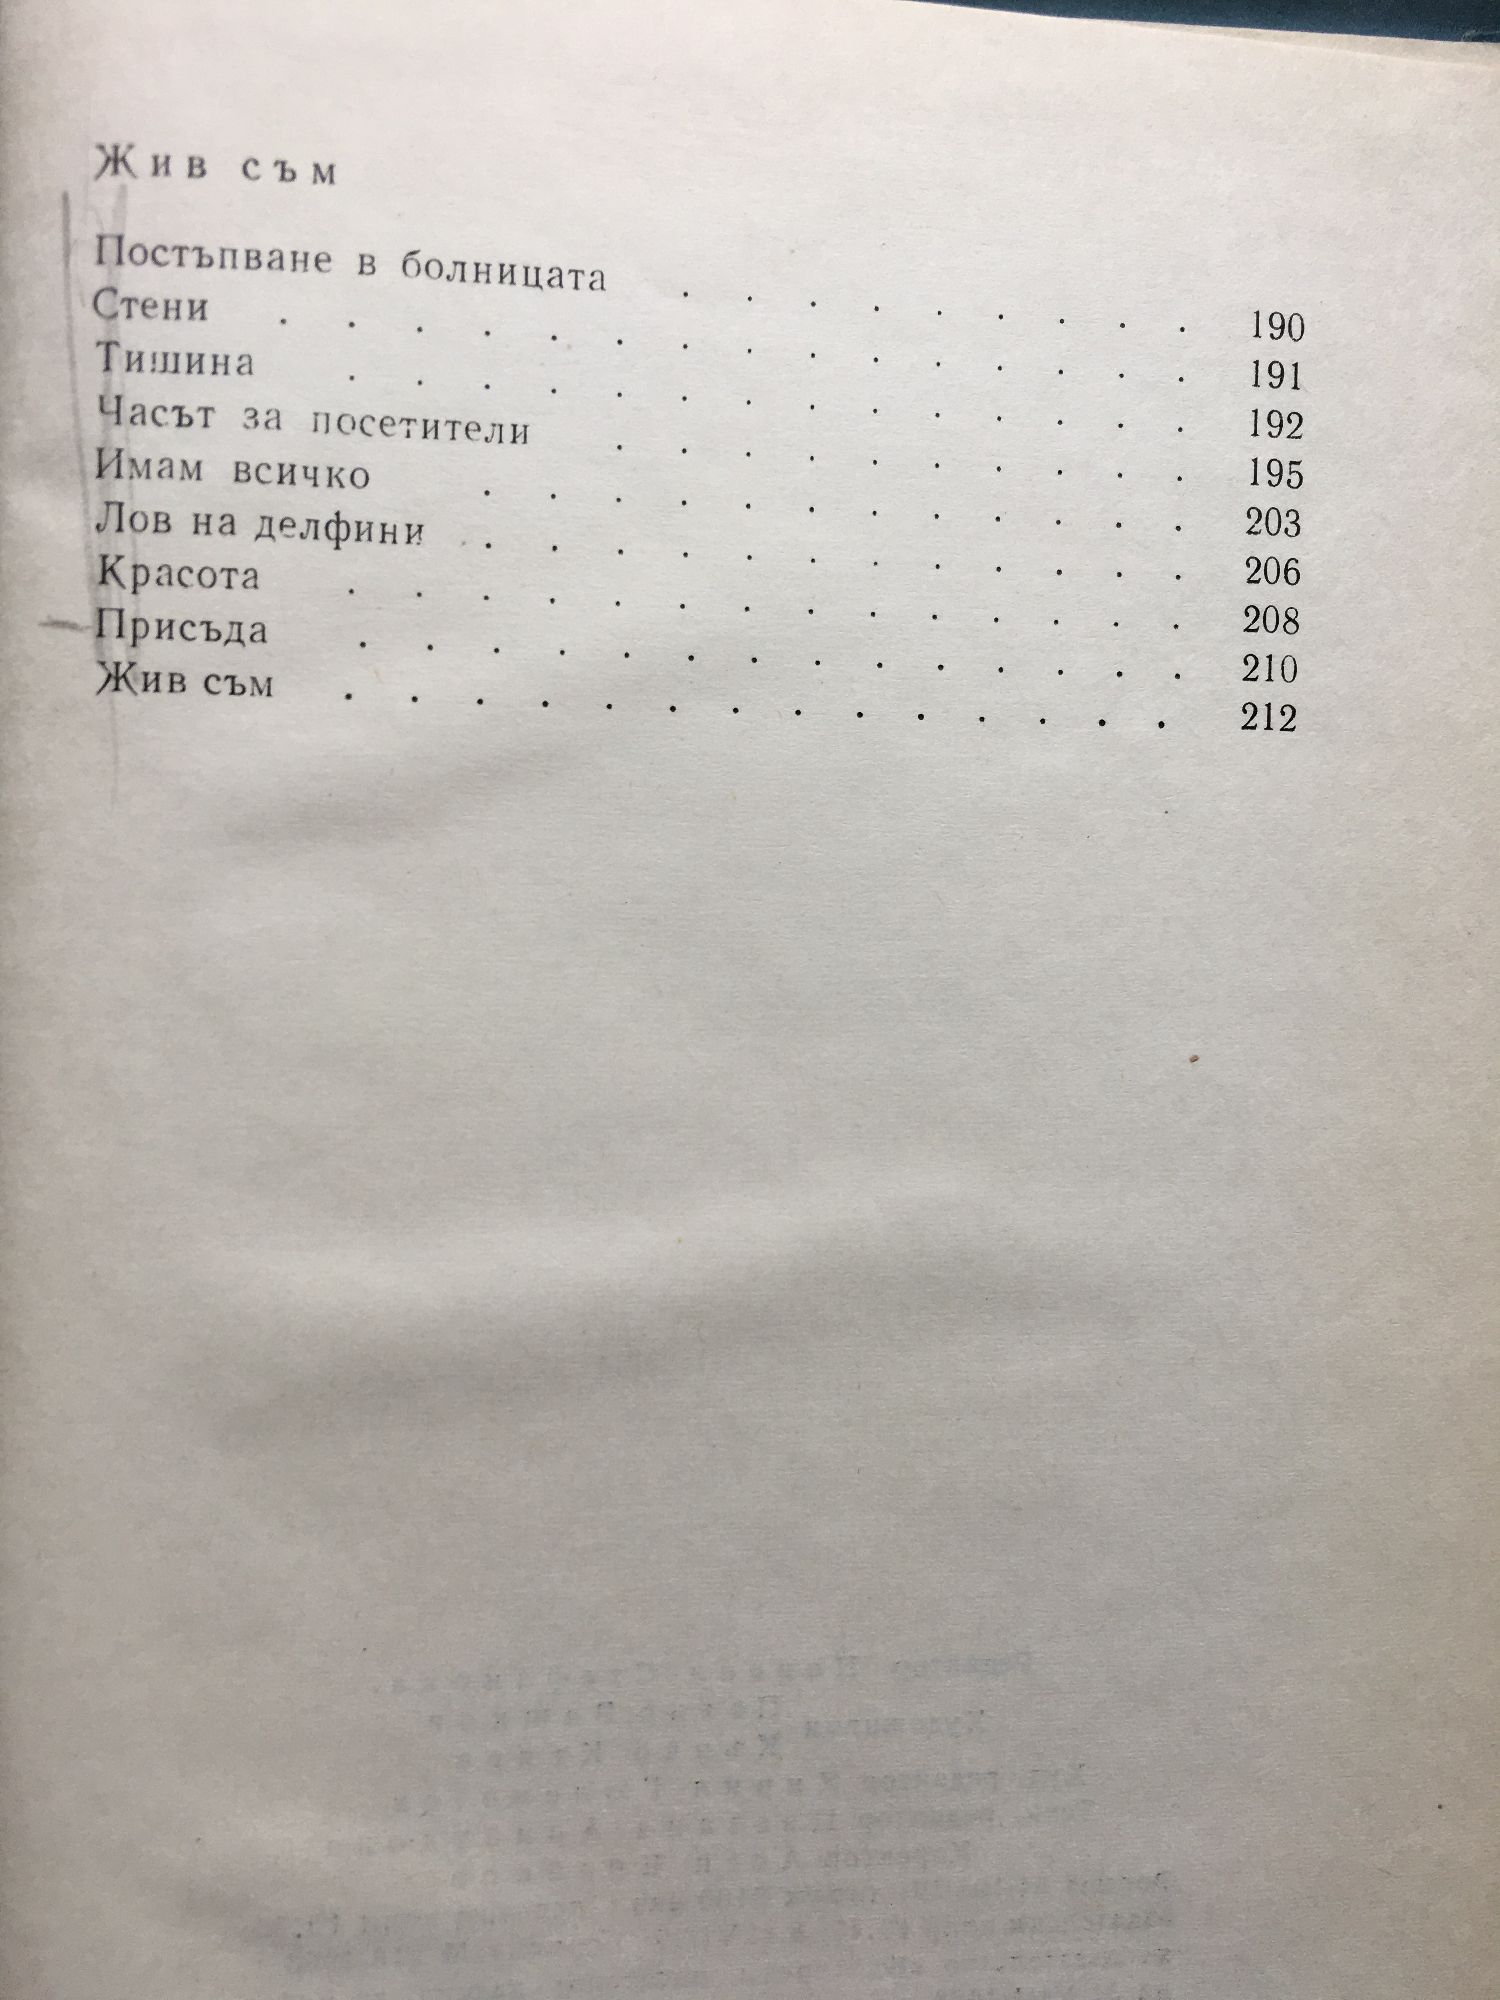 Жив съм
Постъпване в болницата . . . . . . . . . 190
Стени . . . . . . . . . . . . . . 191
Тишина . . . . . . . . . . . . . 192
Часът за посетители . . . . . . . . . 195
Имам всичко . . . . . . . . . . . 203
Лов на делфини . . . . . . . . . . . 206
Красота . . . . . . . . . . . . . 208
Присъда . . . . . . . . . . . . . 210
Жив съм . . . . . . . . . . . . . 212